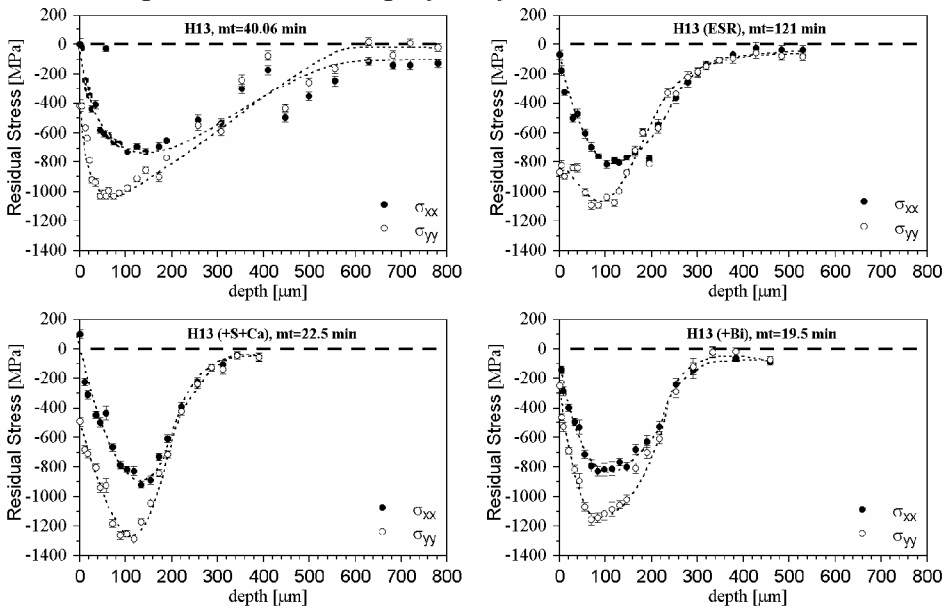 H13, mt=40.06 min
Residual Stress [MPa]
200
0
-200
-400
-600
-800
-1000
-1200
-1400
σxx
σyy
0 100 200 300 400 500 600 700 800
depth [µm]
H13 (ESR), mt=121 min
Residual Stress [MPa]
200
0
-200
-400
-600
-800
-1000
-1200
-1400
σxx
σyy
0 100 200 300 400 500 600 700 800
depth [µm]
H13 (+S+Ca), mt=22.5 min
Residual Stress [MPa]
200
0
-200
-400
-600
-800
-1000
-1200
-1400
σxx
σyy
0 100 200 300 400 500 600 700 800
depth [µm]
H13 (+Bi), mt=19.5 min
Residual Stress [MPa]
200
0
-200
-400
-600
-800
-1000
-1200
-1400
σxx
σyy
0 100 200 300 400 500 600 700 800
depth [µm]